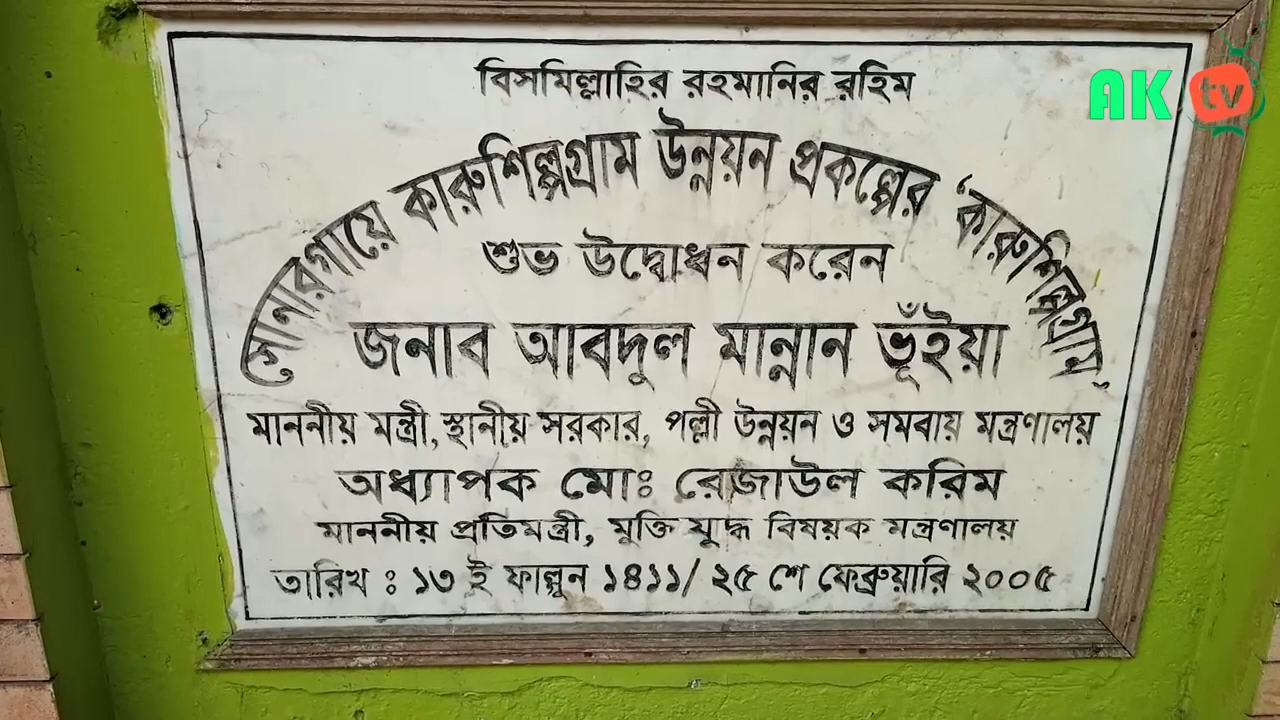 বিসমিল্লাহির রহমানির রহিম
সোনারগায়ে কারুশিল্পগ্রাম উন্নয়ন প্রকল্পের ‘কারুশিল্পগ্রাম’
শুভ উদ্বোধন করেন
জনাব আবদুল মান্নান ভূঁইয়া
মাননীয় মন্ত্রী, স্থানীয় সরকার, পল্লী উন্নয়ন ও সমবায় মন্ত্রণালয়
অধ্যাপক মোঃ রেজাউল করিম
মাননীয় প্রতিমন্ত্রী, মুক্তি যুদ্ধ বিষয়ক মন্ত্রণালয়
তারিখ : ১৩ ই ফাল্গুন ১৪১১/ ২৫ শে ফেব্রুয়ারি ২০০৫
AK tv